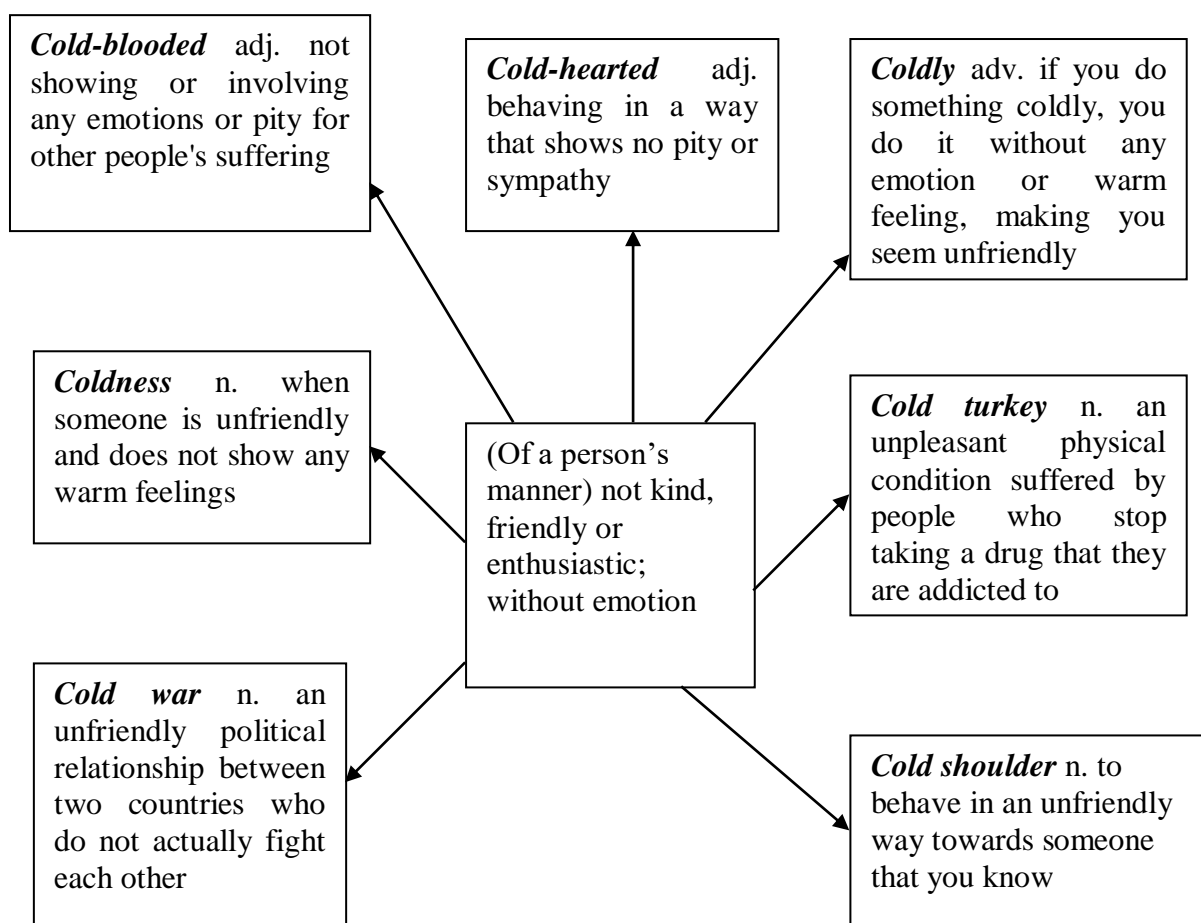 Cold-blooded adj. not
showing or involving
any emotions or pity for
other people's suffering
Cold-hearted adj.
behaving in a way
that shows no pity or
sympathy
Coldly adv. if you do
something coldly, you
do it without any
emotion or warm
feeling, making you
seem unfriendly
Coldness n. when
someone is unfriendly
and does not show any
warm feelings
(Of a person’s
manner) not kind,
friendly or
enthusiastic;
without emotion
Cold turkey n. an
unpleasant physical
condition suffered by
people who stop
taking a drug that they
are addicted to
Cold war n. an
unfriendly political
relationship between
two countries who
do not actually fight
each other
Cold shoulder n. to
behave in an unfriendly
way towards someone
that you know